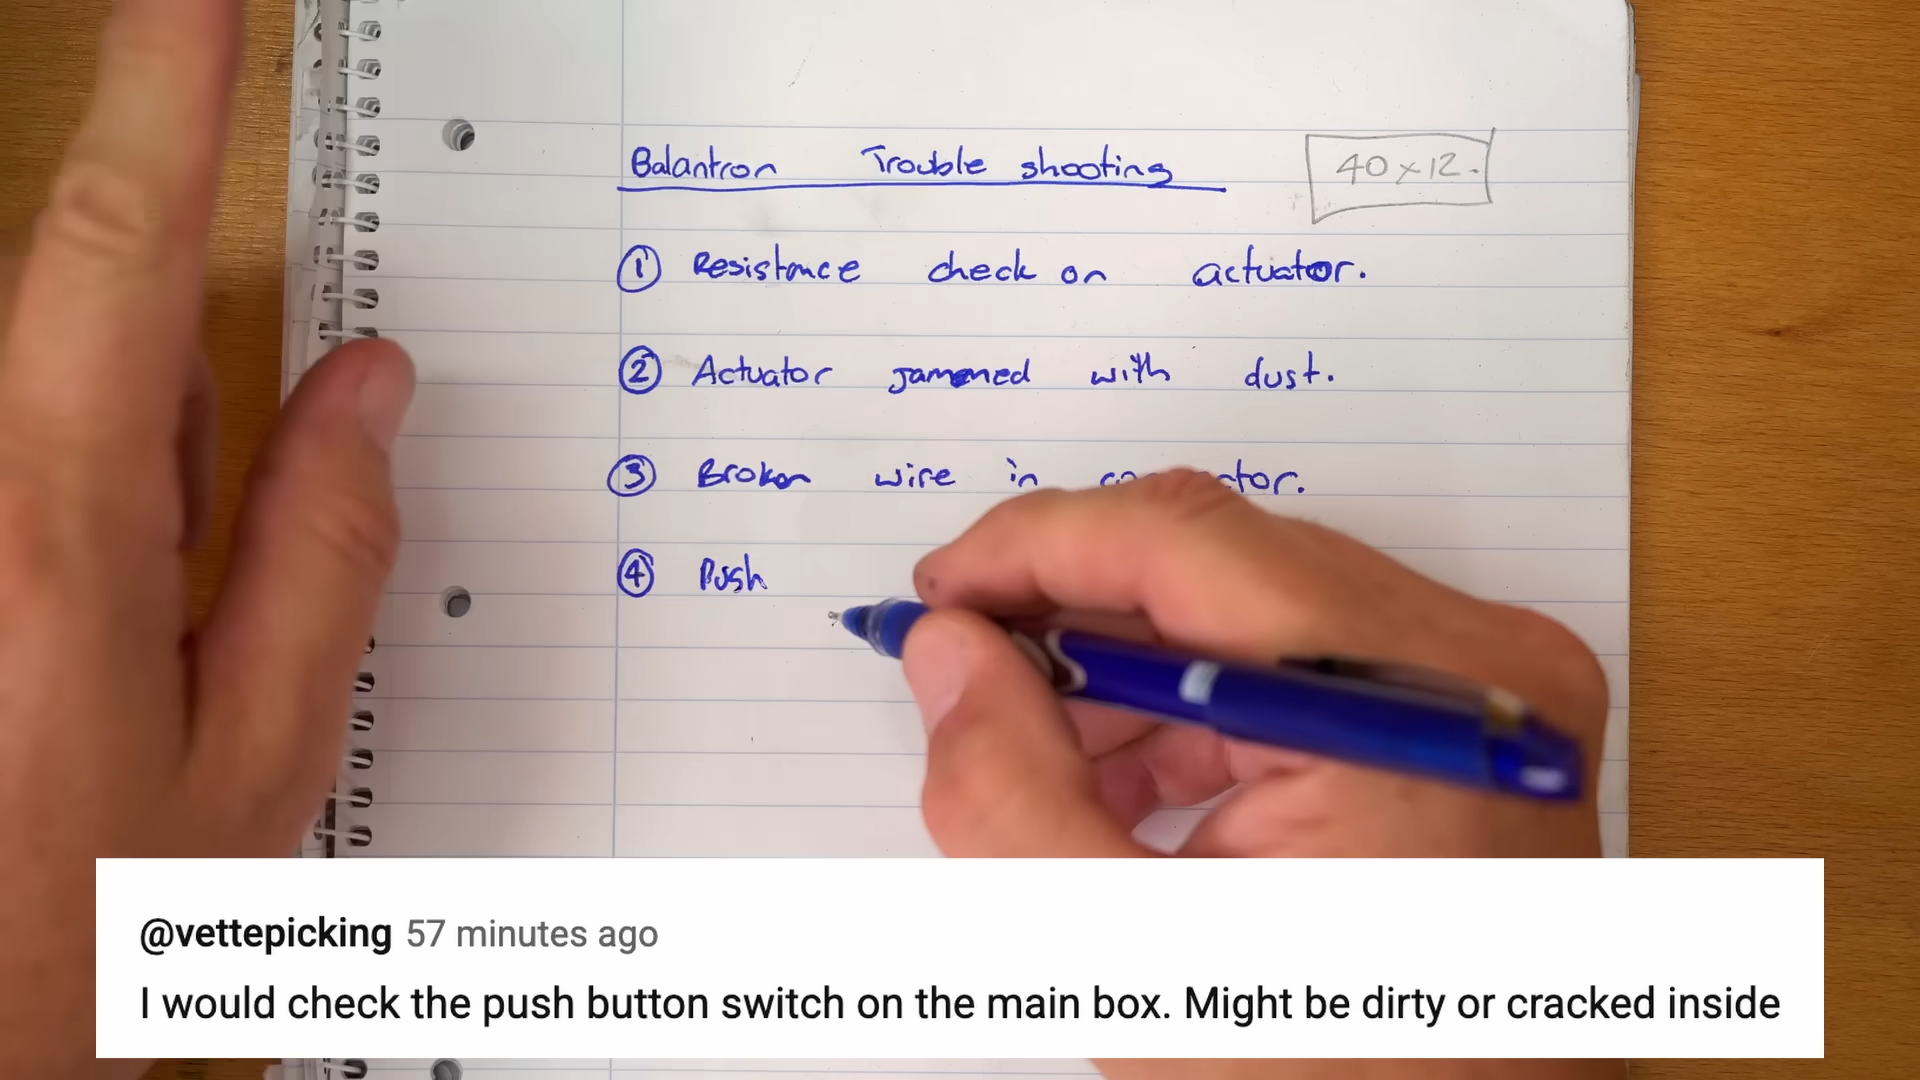 Balantron Trouble shooting
40 x 12.
① Resistance check on actuator.
② Actuator jammed with dust.
③ Broken wire in
④ Push
@vettepicking 57 minutes ago
I would check the push button switch on the main box. Might be dirty or cracked inside